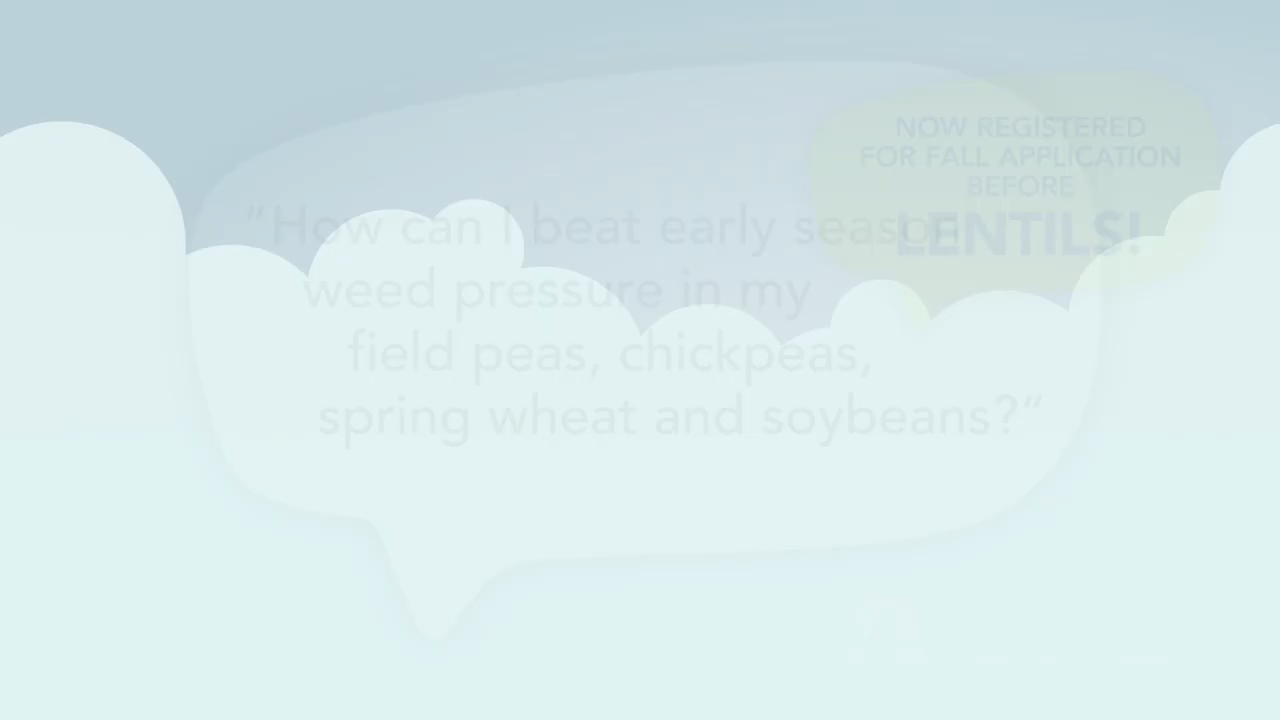 NOW REGISTERED
FOR FALL APPLICATION
BEFORE
LENTILS!
“How can I beat early season
weed pressure in my
field peas, chickpeas,
spring wheat and soybeans?“